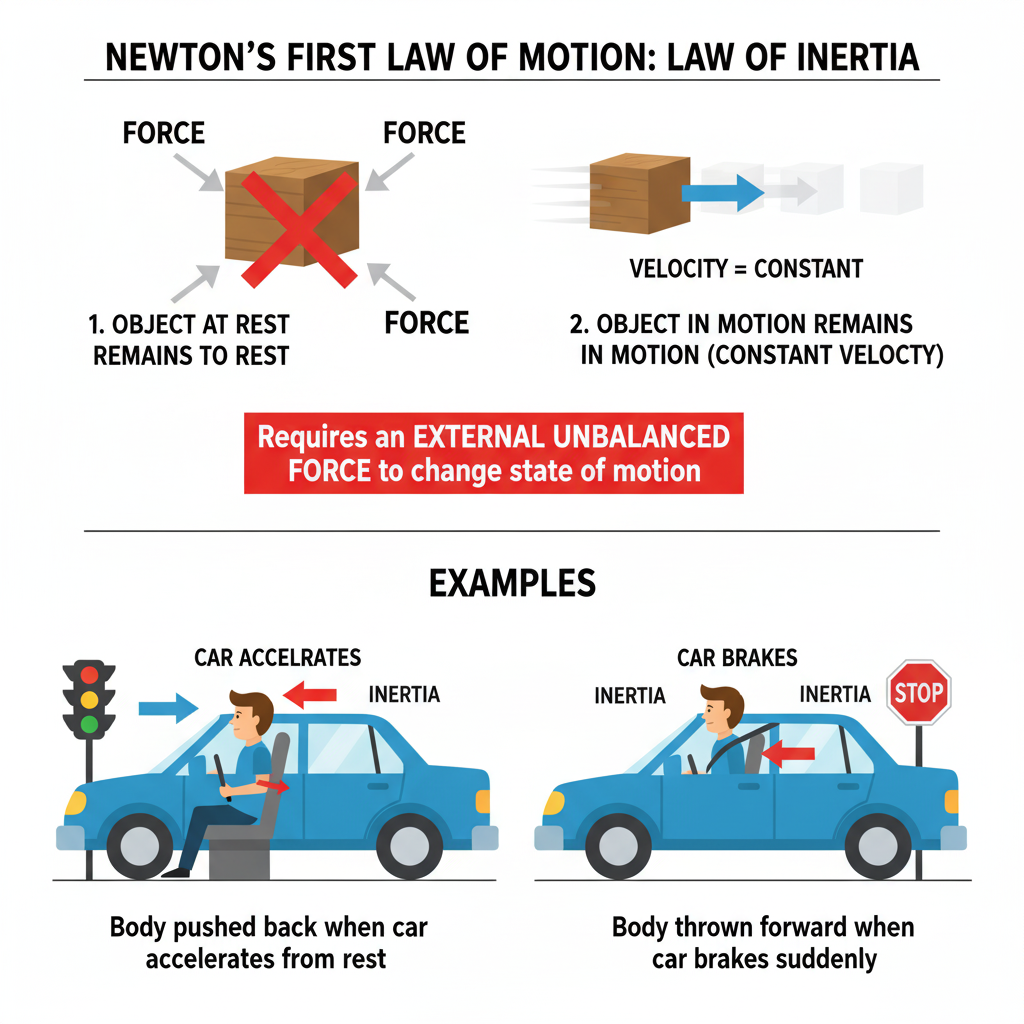 NEWTON'S FIRST LAW OF MOTION: LAW OF INERTIA
FORCE
FORCE
FORCE
1. OBJECT AT REST
REMAINS TO REST
VELOCITY = CONSTANT
2. OBJECT IN MOTION REMAINS
IN MOTION (CONSTANT VELOCTY)
Requires an EXTERNAL UNBALANCED
FORCE to change state of motion
EXAMPLES
CAR ACCELRATES
INERTIA
Body pushed back when car
accelerates from rest
CAR BRAKES
INERTIA
INERTIA
STOP
Body thrown forward when
car brakes suddenly